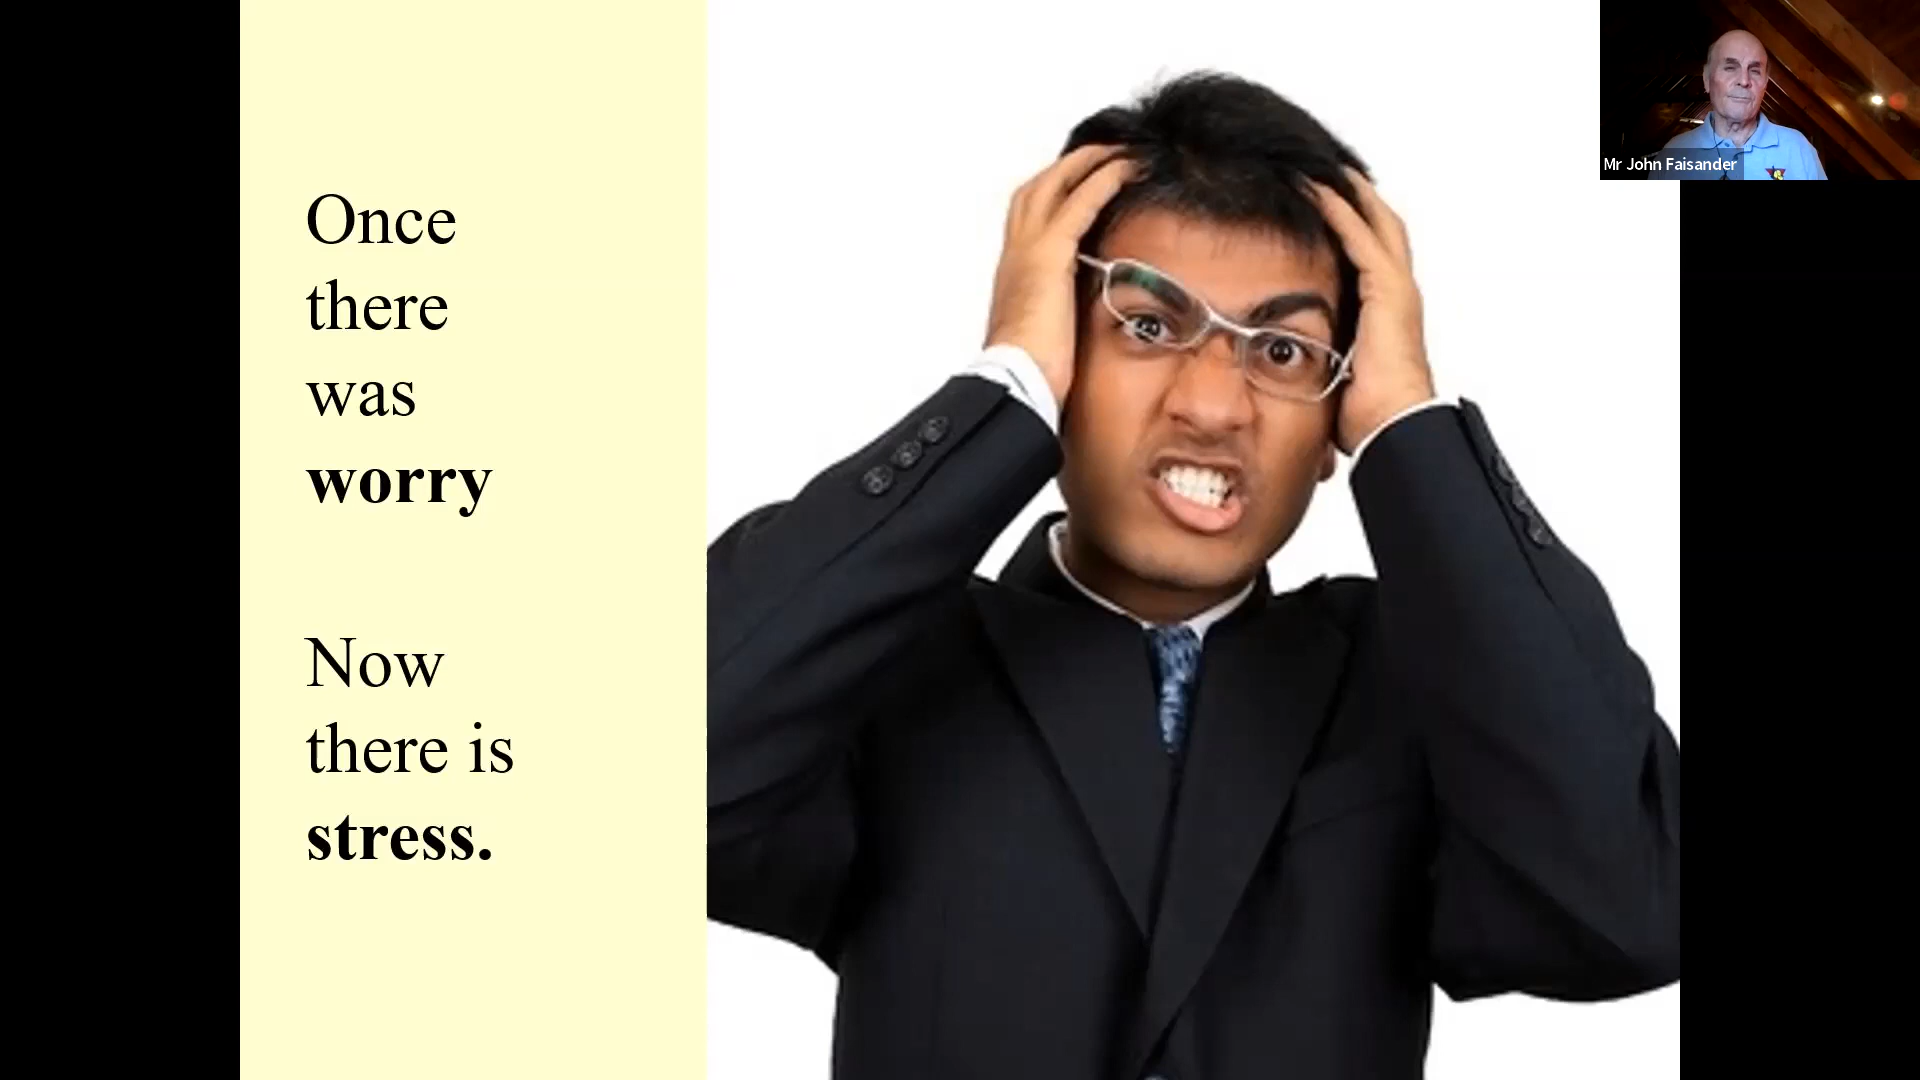 Once
there
was
worry
Now
there is
stress.
Mr John Faisander